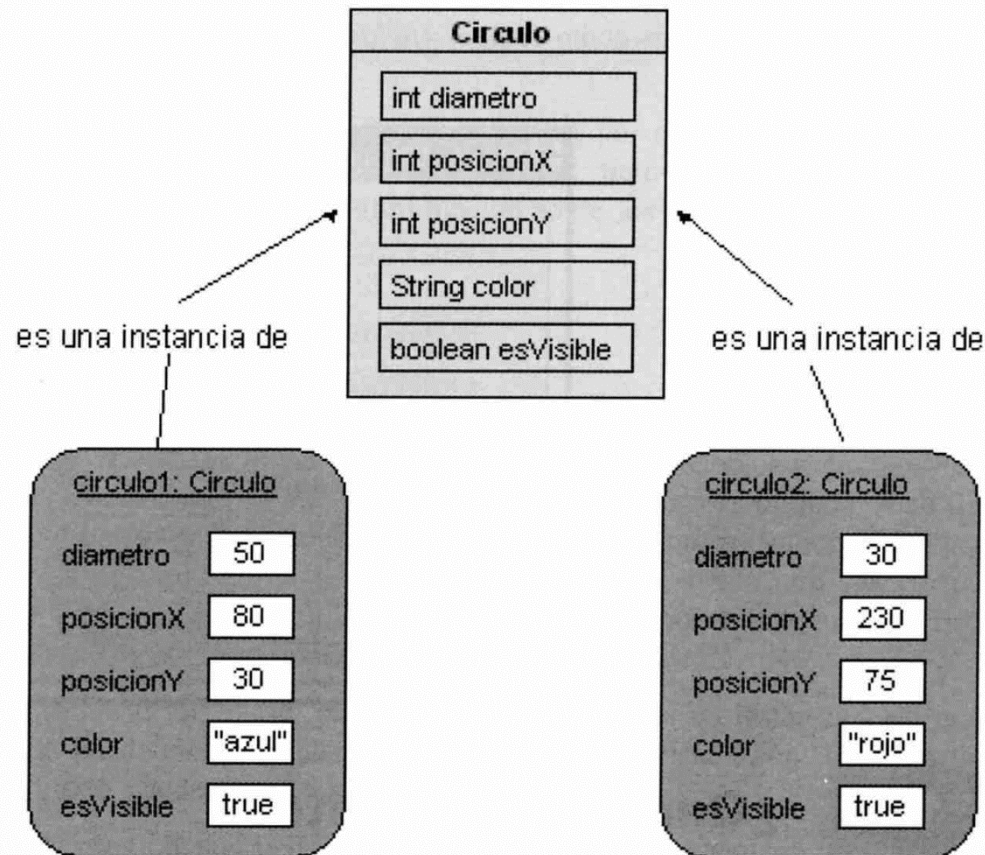 Circulo
int diametro
int posicionX
int posicionY
String color
boolean esVisible
es una instancia de
es una instancia de
circulo1: Circulo
diametro 50
posicionX 80
posicionY 30
color "azul"
esVisible true
circulo2: Circulo
diametro 30
posicionX 230
posicionY 75
color "rojo"
esVisible true